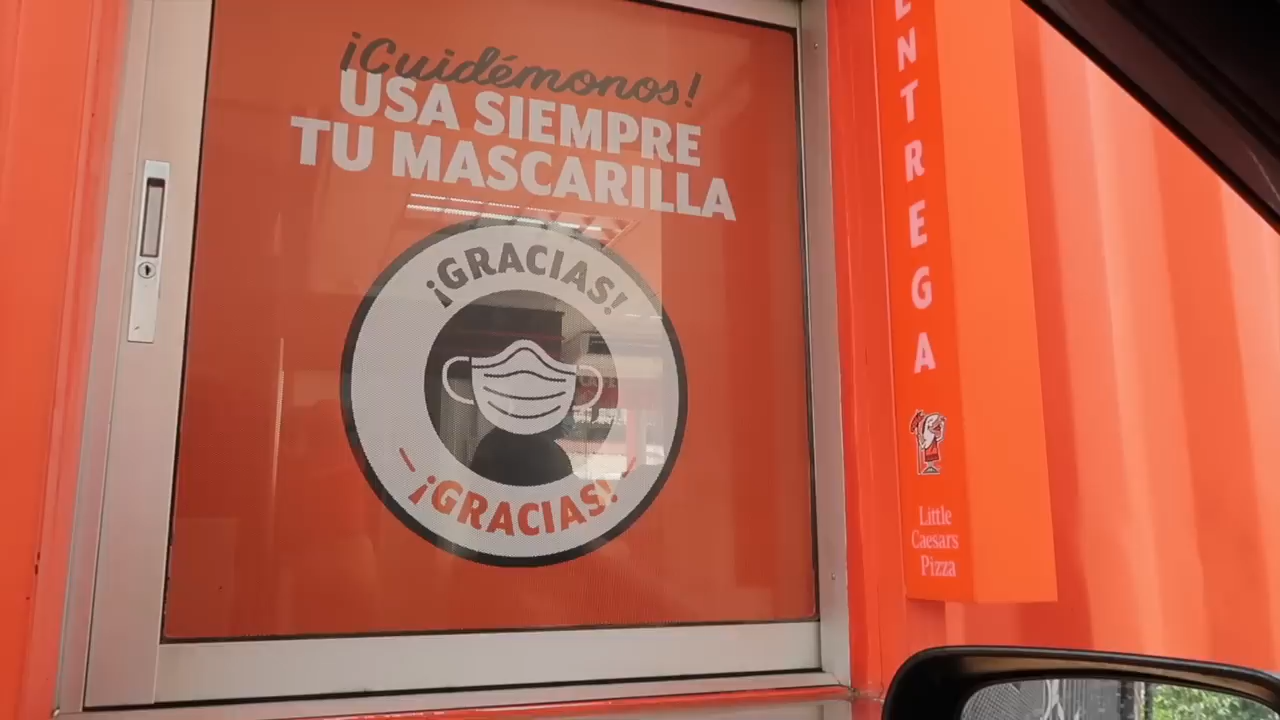 ¡Cuidémonos!
USA SIEMPRE
TU MASCARILLA
¡GRACIAS!
¡GRACIAS!
ENTREGA
Little
Caesars
Pizza